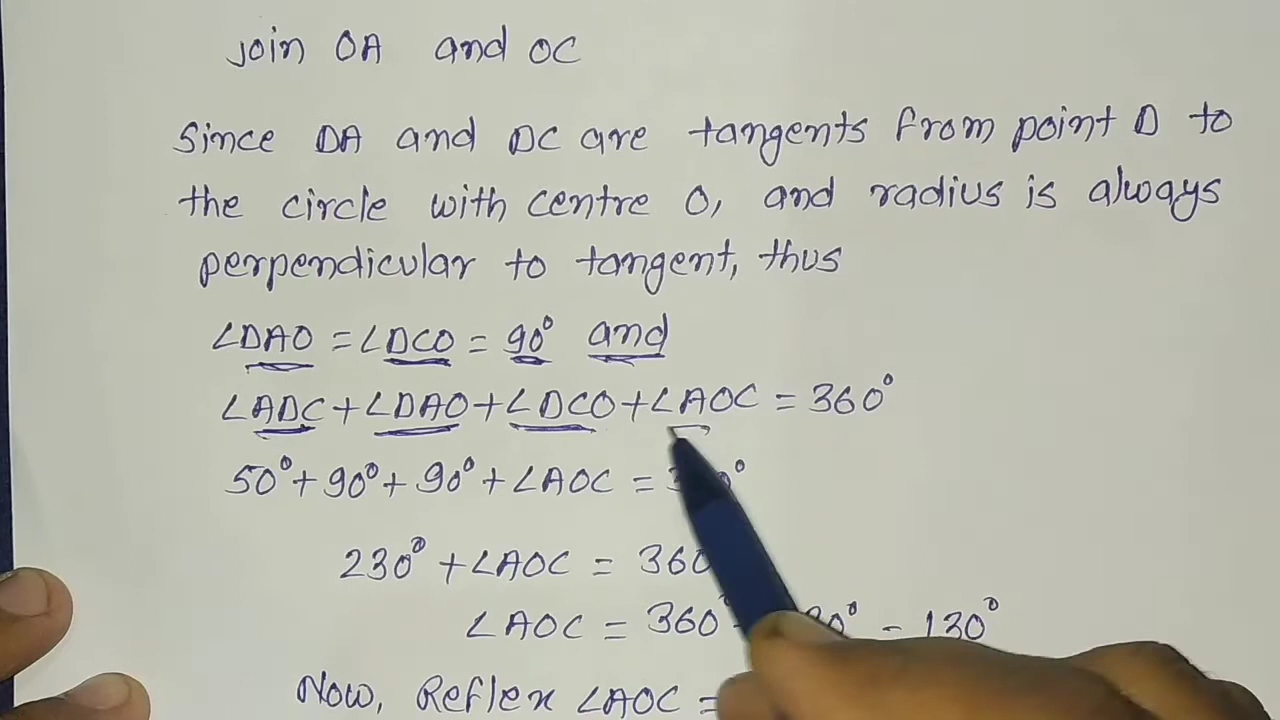 Join OA and OC
Since DA and DC are tangents from point D to
the circle with centre O, and radius is always
perpendicular to tangent, thus
∠DAO = ∠DCO = 90° and
∠ADC + ∠DAO + ∠DCO + ∠AOC = 360°
50° + 90° + 90° + ∠AOC =
230° + ∠AOC = 360
∠AOC = 360° = 130°
Now, Reflex ∠AOC =